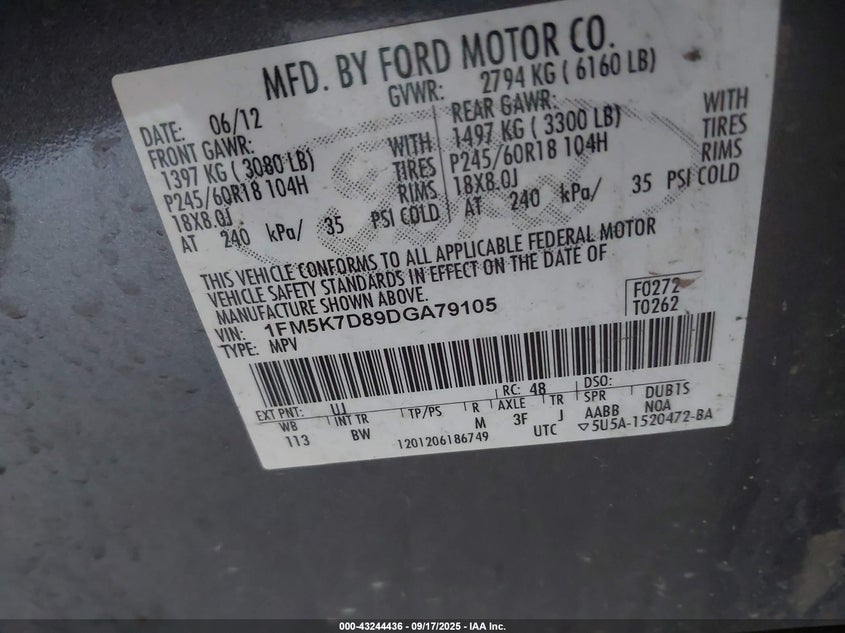 MFD. BY FORD MOTOR CO.
DATE: 06/12 GVWR: 2794 KG ( 6160 LB)
FRONT GAWR: REAR GAWR:
1397 KG ( 3080 LB) WITH 1497 KG ( 3300 LB) WITH
P245/60R18 104H TIRES P245/60R18 104H TIRES
18X8.0J RIMS 18X8.0J RIMS
AT 240 kPa/ 35 PSI COLD AT 240 kPa/ 35 PSI COLD
Ford
THIS VEHICLE CONFORMS TO ALL APPLICABLE FEDERAL MOTOR
VEHICLE SAFETY STANDARDS IN EFFECT ON THE DATE OF
MANUFACTURE SHOWN ABOVE.
F0272
T0262
VIN: 1FM5K7D89DGA79105
TYPE: MPV
EXT PNT: UJ RC: 48 DSO:
WB INT TR TP/PS R AXLE TR SPR DUB1S
113 BW M 3F J AABB NOA
1201206186749 UTC ▽5U5A-1520472-BA
000-43244436 - 09/17/2025 - IAA Inc.